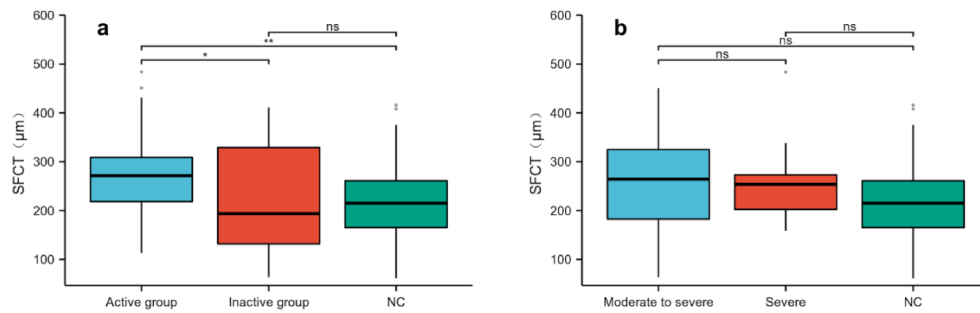 a
ns
**
*
SFCT（μm）
600
500
400
300
200
100
Active group
Inactive group
NC
b
ns
ns
ns
SFCT（μm）
600
500
400
300
200
100
Moderate to severe
Severe
NC